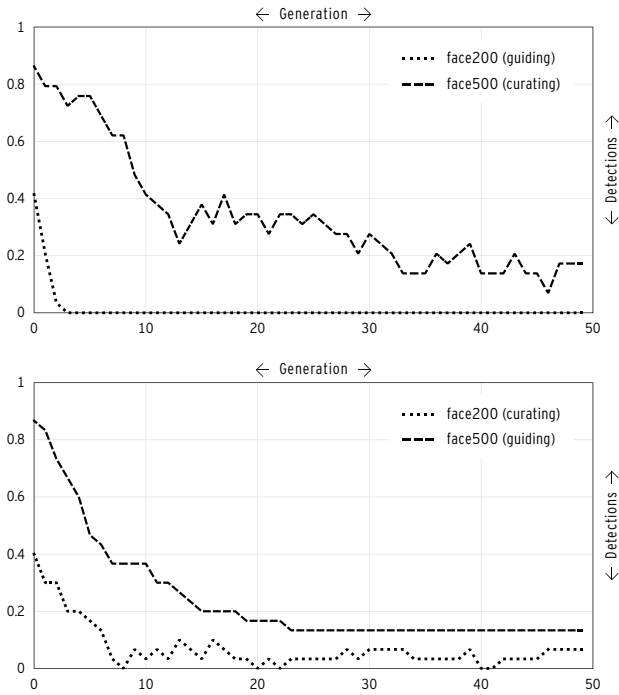 ← Generation →
1
0.8
0.6
0.4
0.2
0
face200 (guiding)
face500 (curating)
← Detections →
0 10 20 30 40 50
← Generation →
1
0.8
0.6
0.4
0.2
0
face200 (curating)
face500 (guiding)
← Detections →
0 10 20 30 40 50